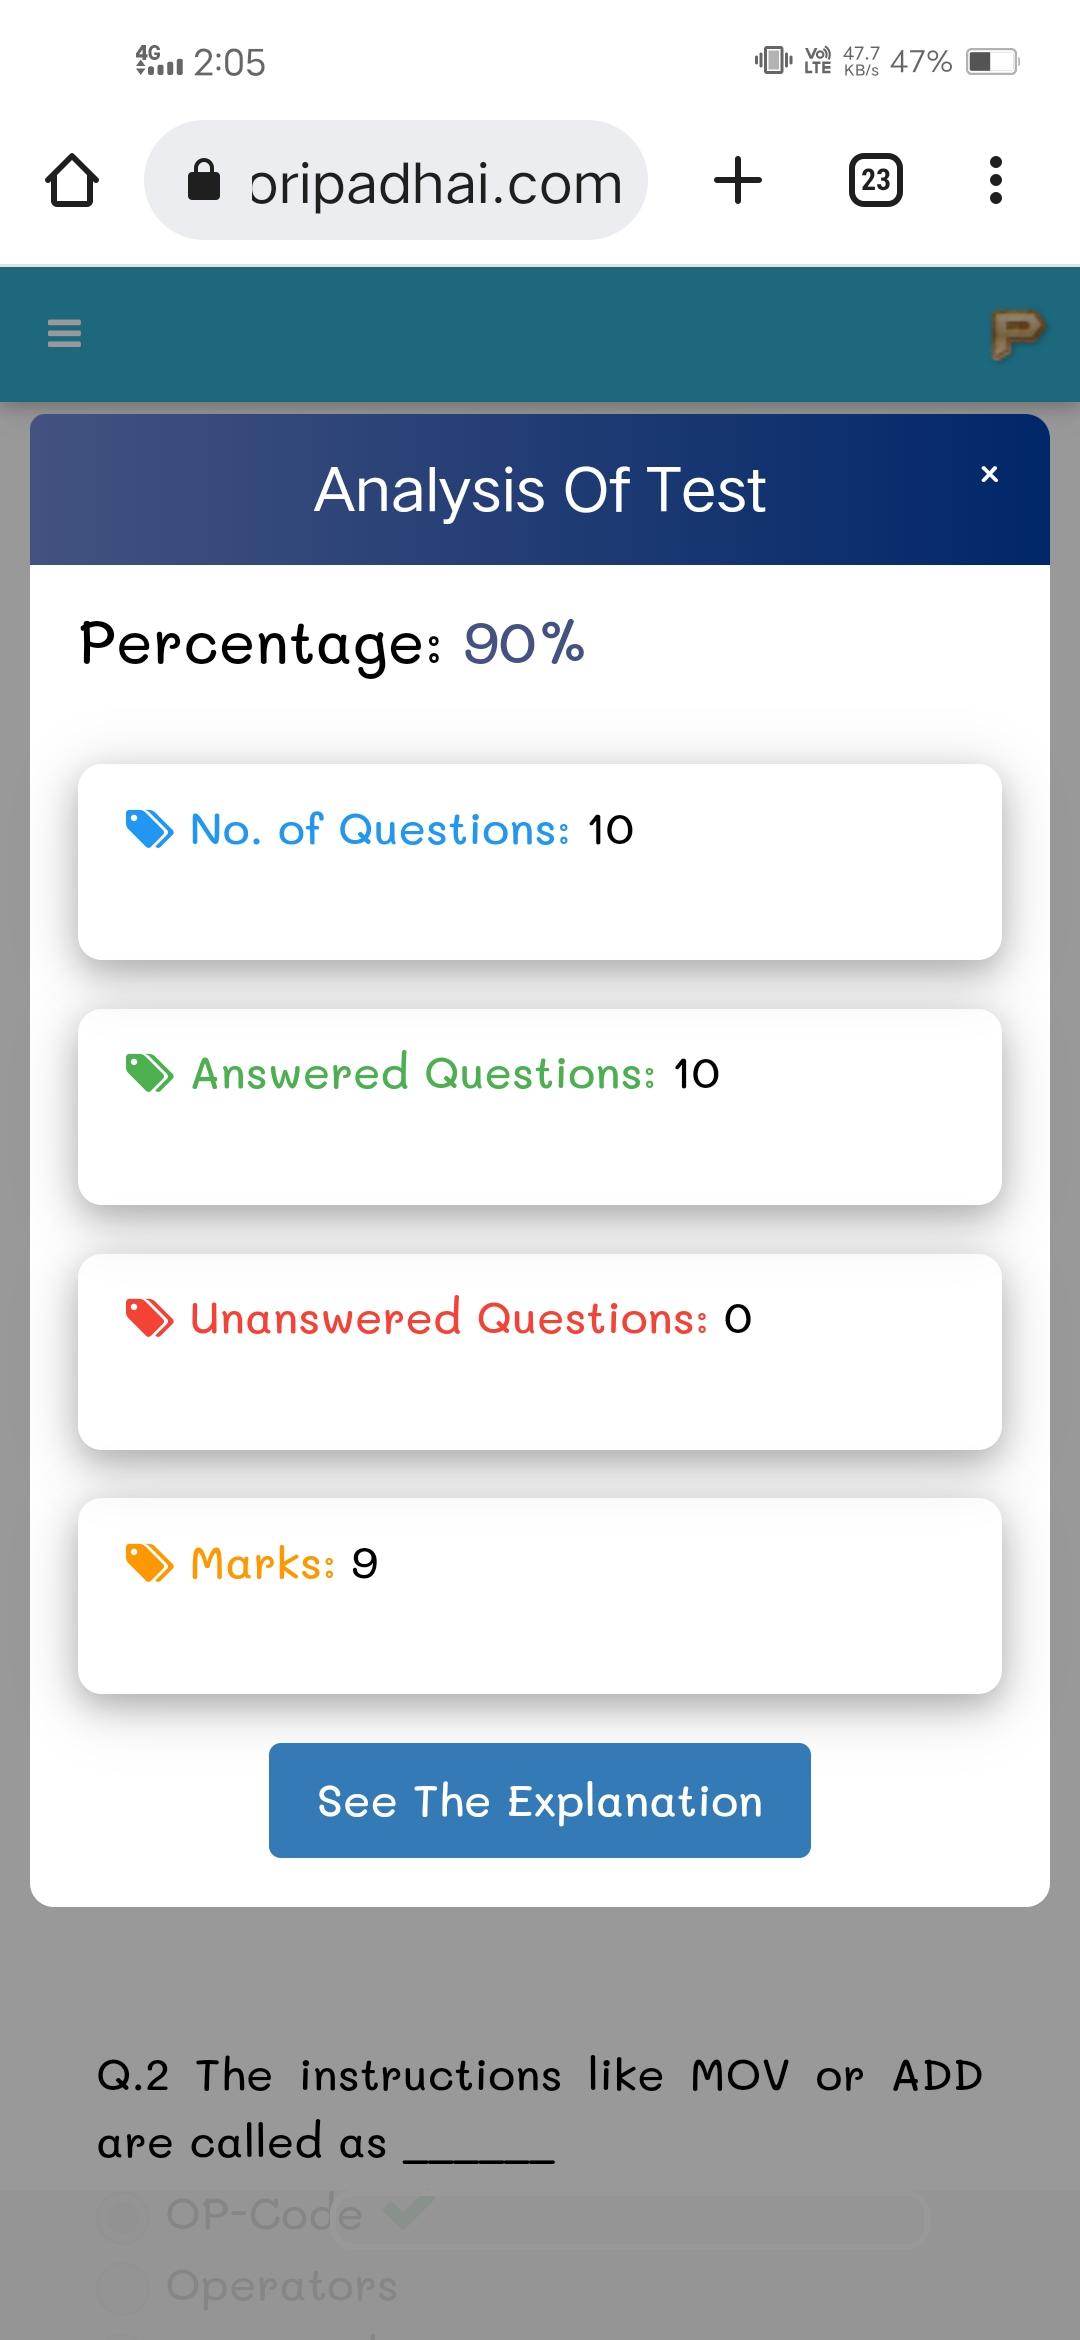 4G 2:05 Vo) LTE 47.7 KB/s 47%
oripadhai.com 23
P
Analysis Of Test ×
Percentage: 90%
No. of Questions: 10
Answered Questions: 10
Unanswered Questions: 0
Marks: 9
See The Explanation
Q.2 The instructions like MOV or ADD
are called as ______
OP-Code
Operators